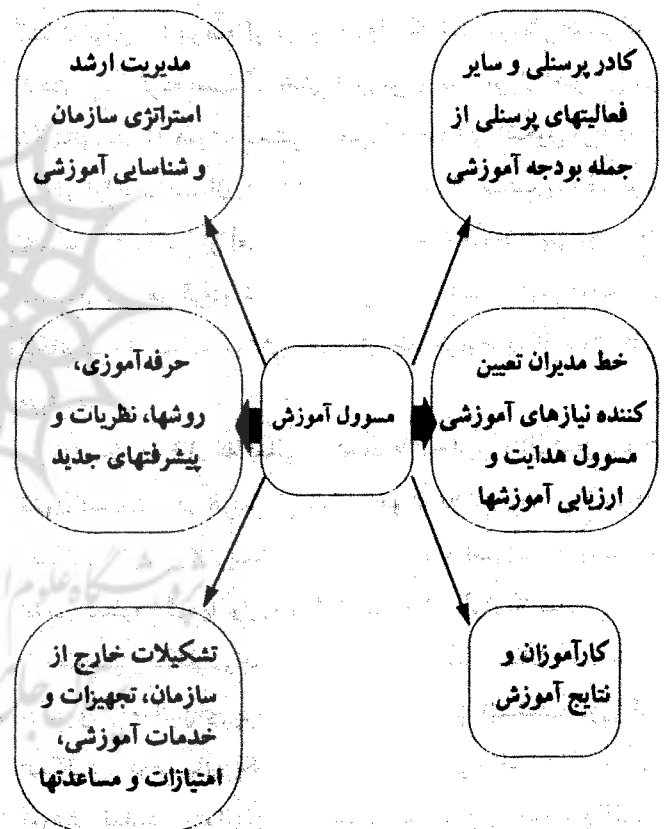 کادر پرسنلی و سایر
فعالیتهای پرسنلی از
جمله بودجه آموزشی
مدیریت ارشد
استراتژی سازمان
و شناسایی آموزشی
خط مدیران تعیین
کننده نیازهای آموزشی
مسوول هدایت و
ارزیابی آموزشها
مسوول آموزش
حرفه‌آموزی،
روشها، نظریات و
پیشرفتهای جدید
کارآموزان و
نتایج آموزش
تشکیلات خارج از
سازمان، تجهیزات و
خدمات آموزشی،
امتیازات و مساعدتها